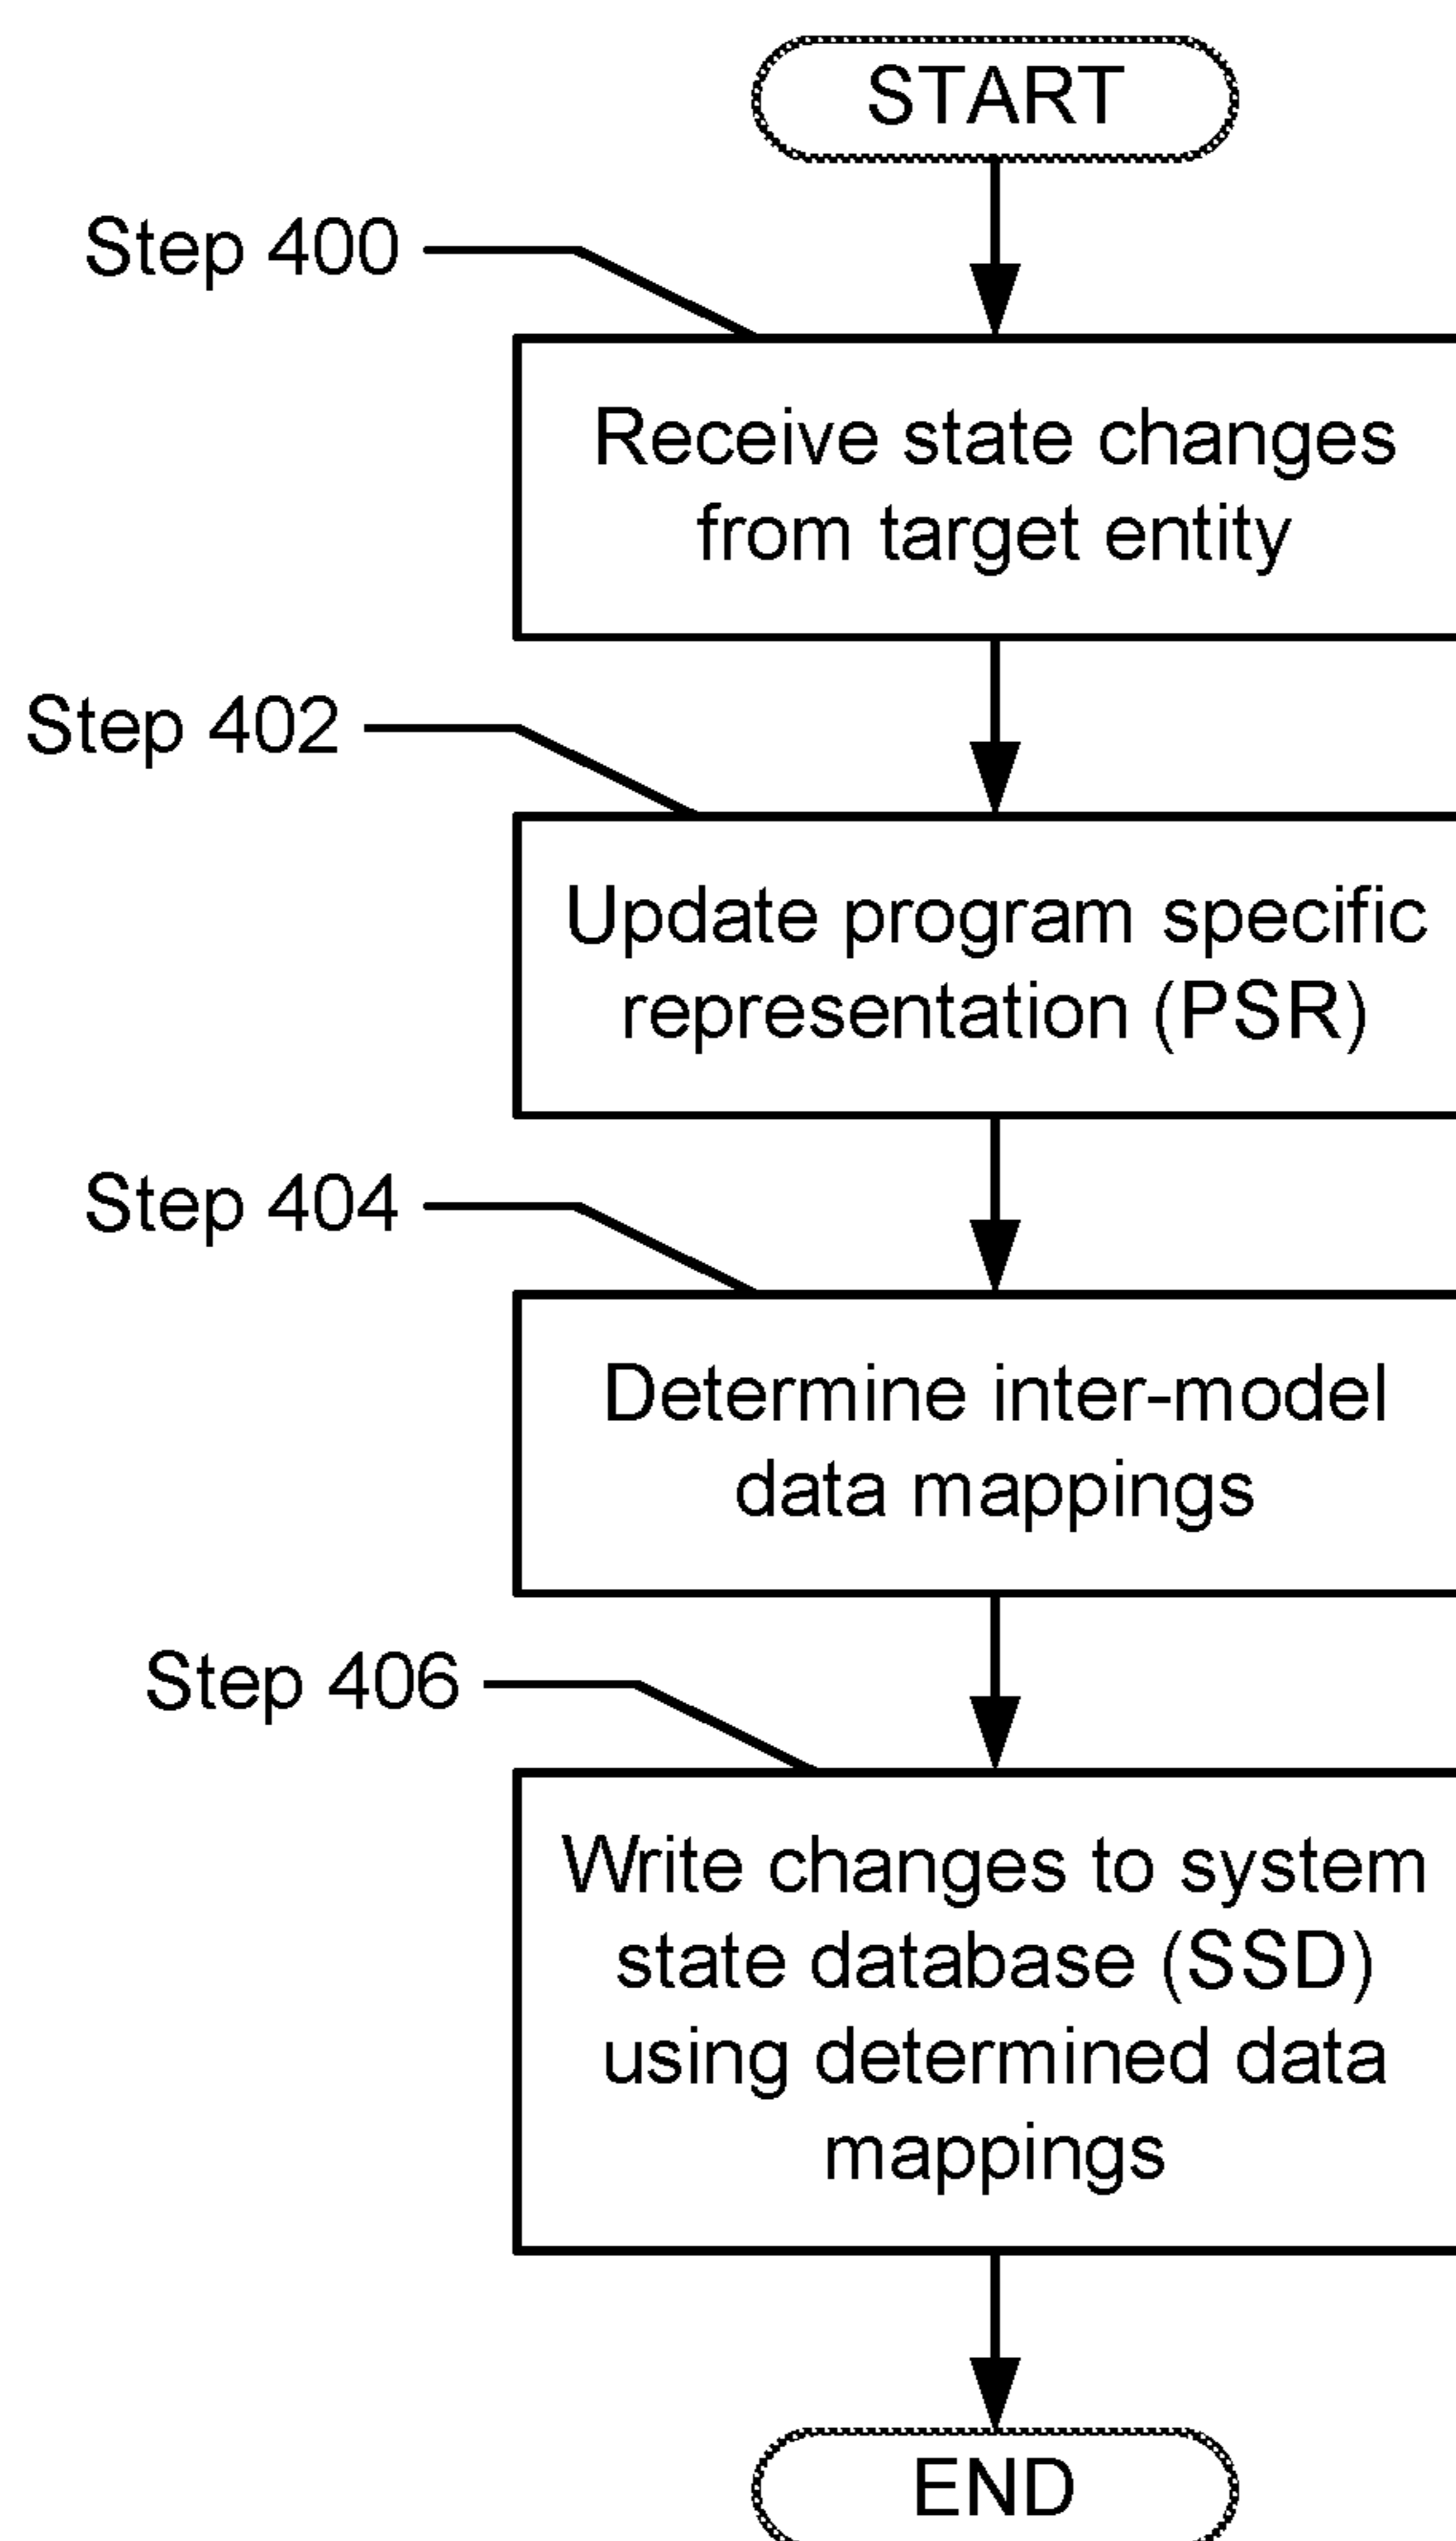 START
Step 400
Receive state changes
from target entity
Step 402
Update program specific
representation (PSR)
Step 404
Determine inter-model
data mappings
Step 406
Write changes to system
state database (SSD)
using determined data
mappings
END